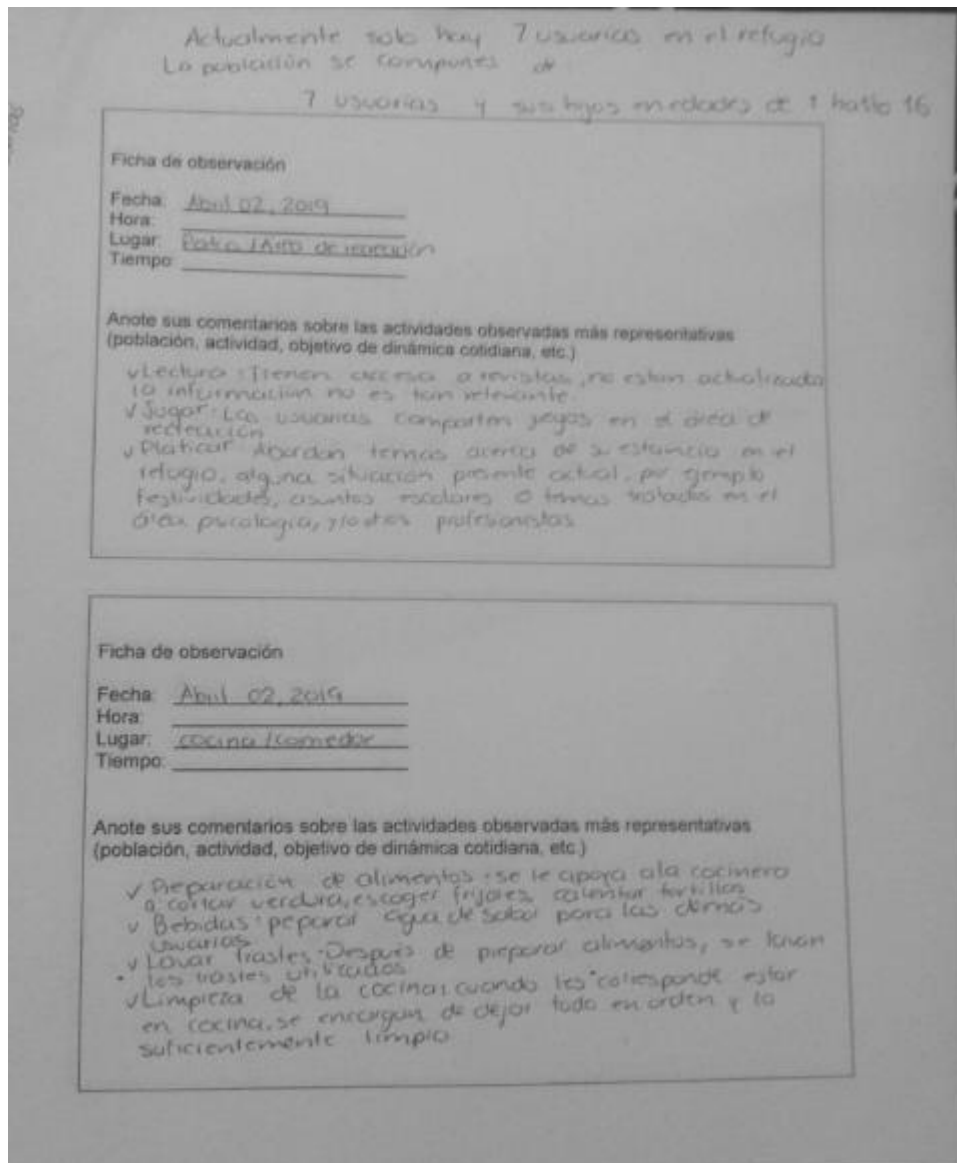 Actualmente solo hay 7 usuarias en el refugio
La población se compones de
7 usuarias y sus hijos en edades de 1 hasta 16
Ficha de observación
Fecha: Abril 02, 2019
Hora:
Lugar: Patio / Área de recreación
Tiempo:
Anote sus comentarios sobre las actividades observadas más representativas
(población, actividad, objetivo de dinámica cotidiana, etc.)
✓ Lectura: Tienen acceso a revistas, no estan actualizada
la información no es tan relevante.
✓ Jugar: Las usuarias comparten juegos en el área de
recreación
✓ Platicar: Abordan temas acerca de su estancia en el
refugio, alguna situación presente actual, por ejemplo
festividades, asuntos escolares o temas tratados en el
área psicología, y/o otros profesionistas
Ficha de observación
Fecha: Abril 02, 2019
Hora:
Lugar: cocina / comedor
Tiempo:
Anote sus comentarios sobre las actividades observadas más representativas
(población, actividad, objetivo de dinámica cotidiana, etc.)
✓ Preparación de alimentos: se le apoya a la cocinera
a cortar verdura, escoger frijoles, calentar tortillas
✓ Bebidas: peparar agua de sabor para las demás
usuarias
✓ Lavar trastes: Después de preparar alimentos, se lavan
los trastes utilizados
✓ Limpieza de la cocina: cuando les corresponde estar
en cocina, se encargan de dejar todo en orden y lo
suficientemente limpio